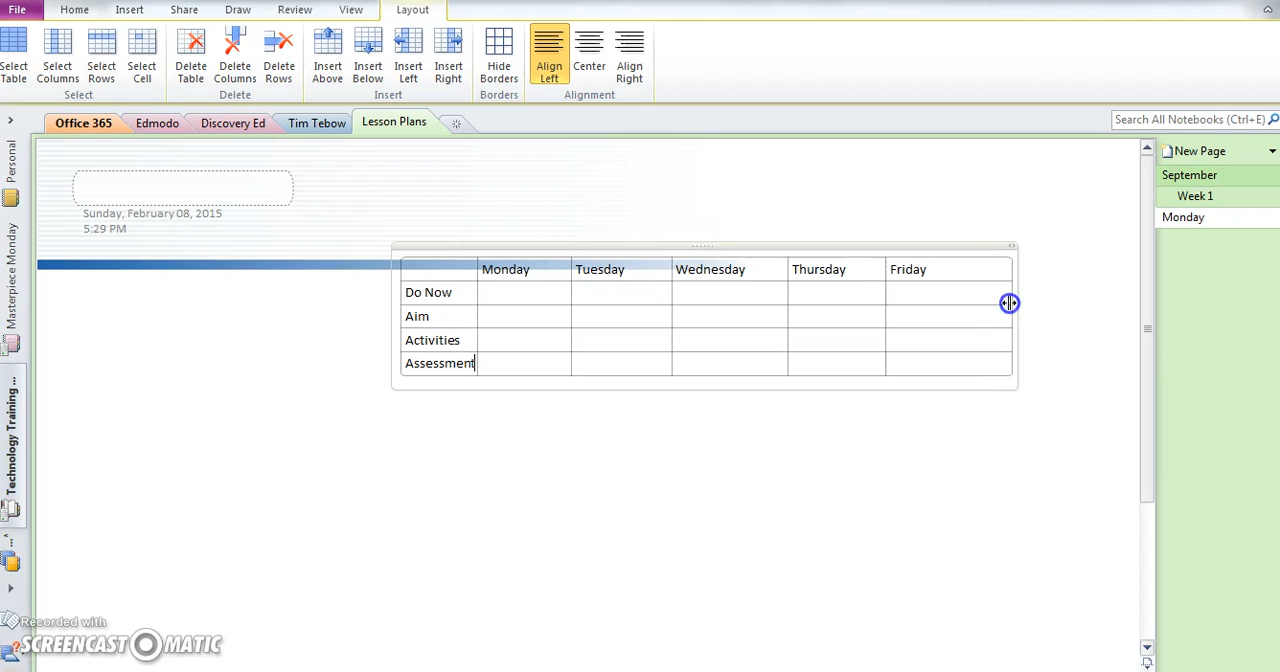 File Home Insert Share Draw Review View Layout
Select Table Select Columns Select Rows Select Cell Delete Table Delete Columns Delete Rows Insert Above Insert Below Insert Left Insert Right Hide Borders Align Left Center Align Right
Select Delete Insert Borders Alignment
Office 365 Edmodo Discovery Ed Tim Tebow Lesson Plans Search All Notebooks (Ctrl+E)
New Page
September
Week 1
Monday
Personal
Masterpiece Monday
Technology Training ...
Sunday, February 08, 2015
5:29 PM
Monday Tuesday Wednesday Thursday Friday
Do Now
Aim
Activities
Assessment
Recorded with
SCREENCAST MATIC